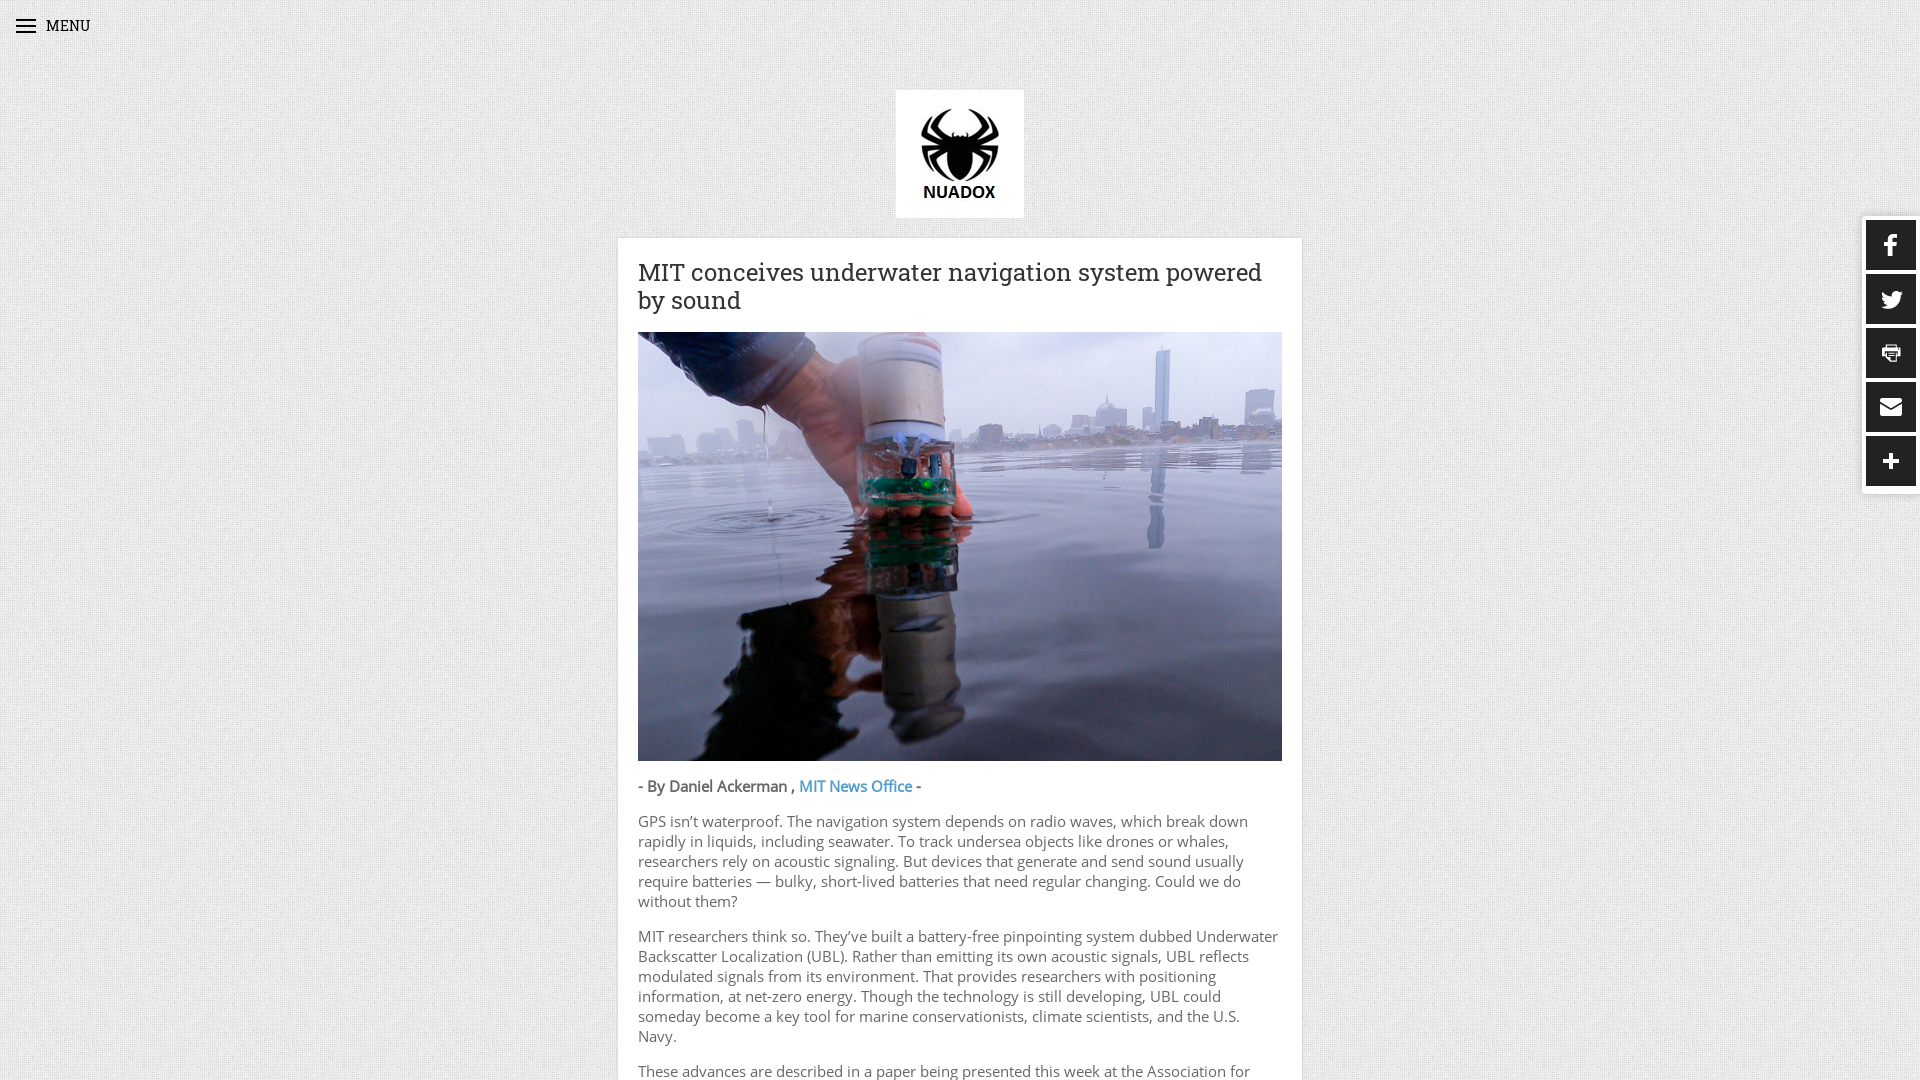 MENU
NUADOX
MIT conceives underwater navigation system powered
by sound
- By Daniel Ackerman , MIT News Office -
GPS isn’t waterproof. The navigation system depends on radio waves, which break down
rapidly in liquids, including seawater. To track undersea objects like drones or whales,
researchers rely on acoustic signaling. But devices that generate and send sound usually
require batteries — bulky, short-lived batteries that need regular changing. Could we do
without them?
MIT researchers think so. They’ve built a battery-free pinpointing system dubbed Underwater
Backscatter Localization (UBL). Rather than emitting its own acoustic signals, UBL reflects
modulated signals from its environment. That provides researchers with positioning
information, at net-zero energy. Though the technology is still developing, UBL could
someday become a key tool for marine conservationists, climate scientists, and the U.S.
Navy.
These advances are described in a paper being presented this week at the Association for